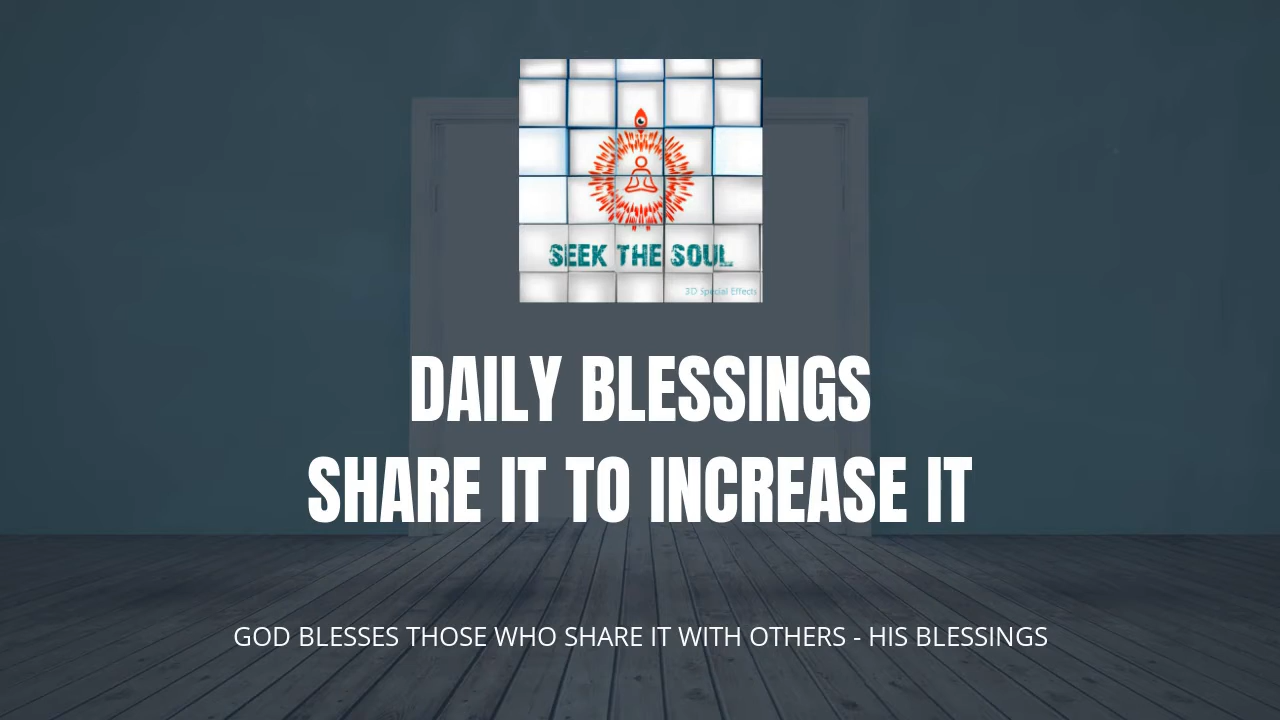 SEEK THE SOUL
3D Special Effects
DAILY BLESSINGS
SHARE IT TO INCREASE IT
GOD BLESSES THOSE WHO SHARE IT WITH OTHERS - HIS BLESSINGS